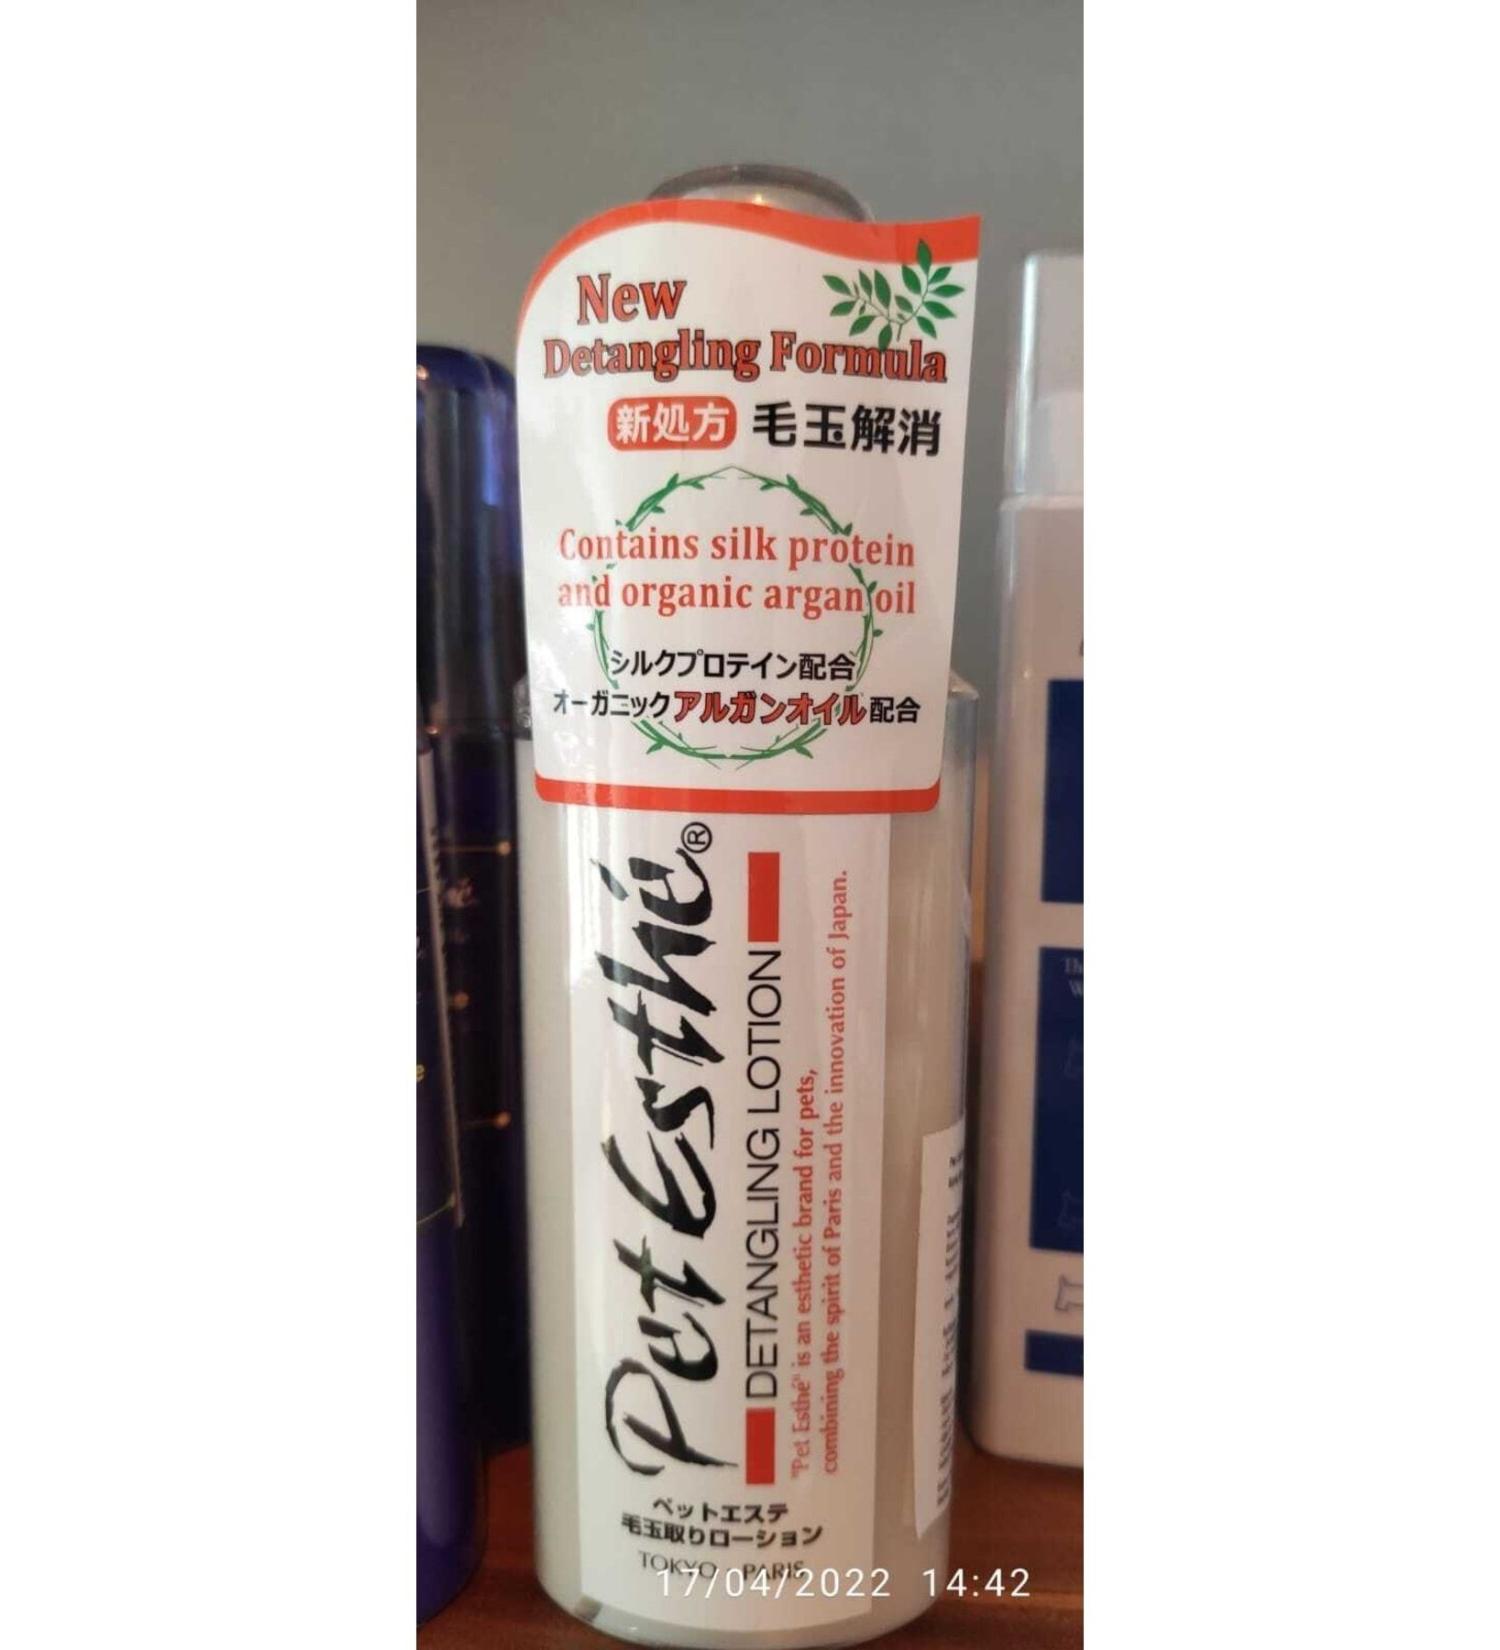 New
Detangling Formula
新処方 毛玉解消
Contains silk protein
and organic argan oil
シルクプロテイン配合
オーガニックアルガンオイル配合
Pet Esthé®
DETANGLING LOTION
"Pet Esthé" is an esthetic brand for pets,
combining the spirit of Paris and the innovation of Japan.
ペットエステ
毛玉取りローション
TOKYO PARIS
17/04/2022 14:42